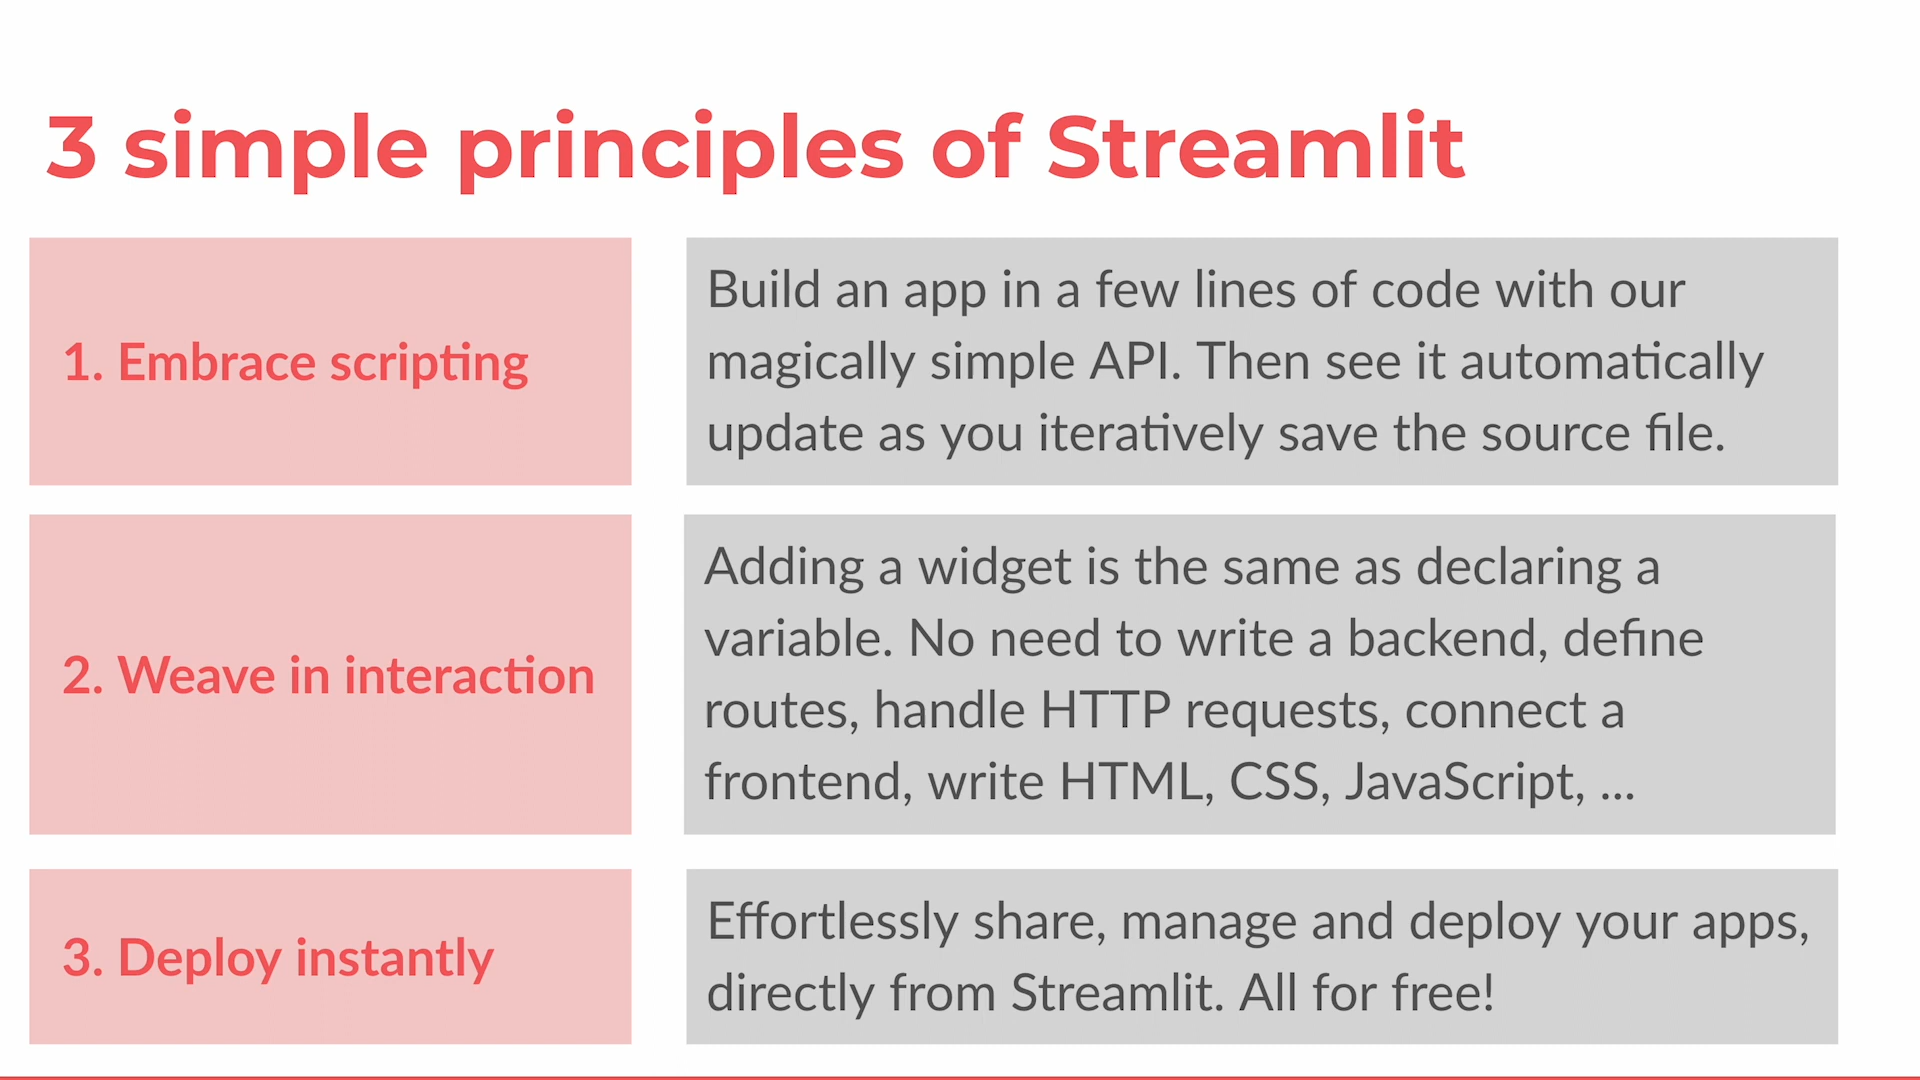 3 simple principles of Streamlit
1. Embrace scripting
Build an app in a few lines of code with our
magically simple API. Then see it automatically
update as you iteratively save the source file.
2. Weave in interaction
Adding a widget is the same as declaring a
variable. No need to write a backend, define
routes, handle HTTP requests, connect a
frontend, write HTML, CSS, JavaScript, ...
3. Deploy instantly
Effortlessly share, manage and deploy your apps,
directly from Streamlit. All for free!